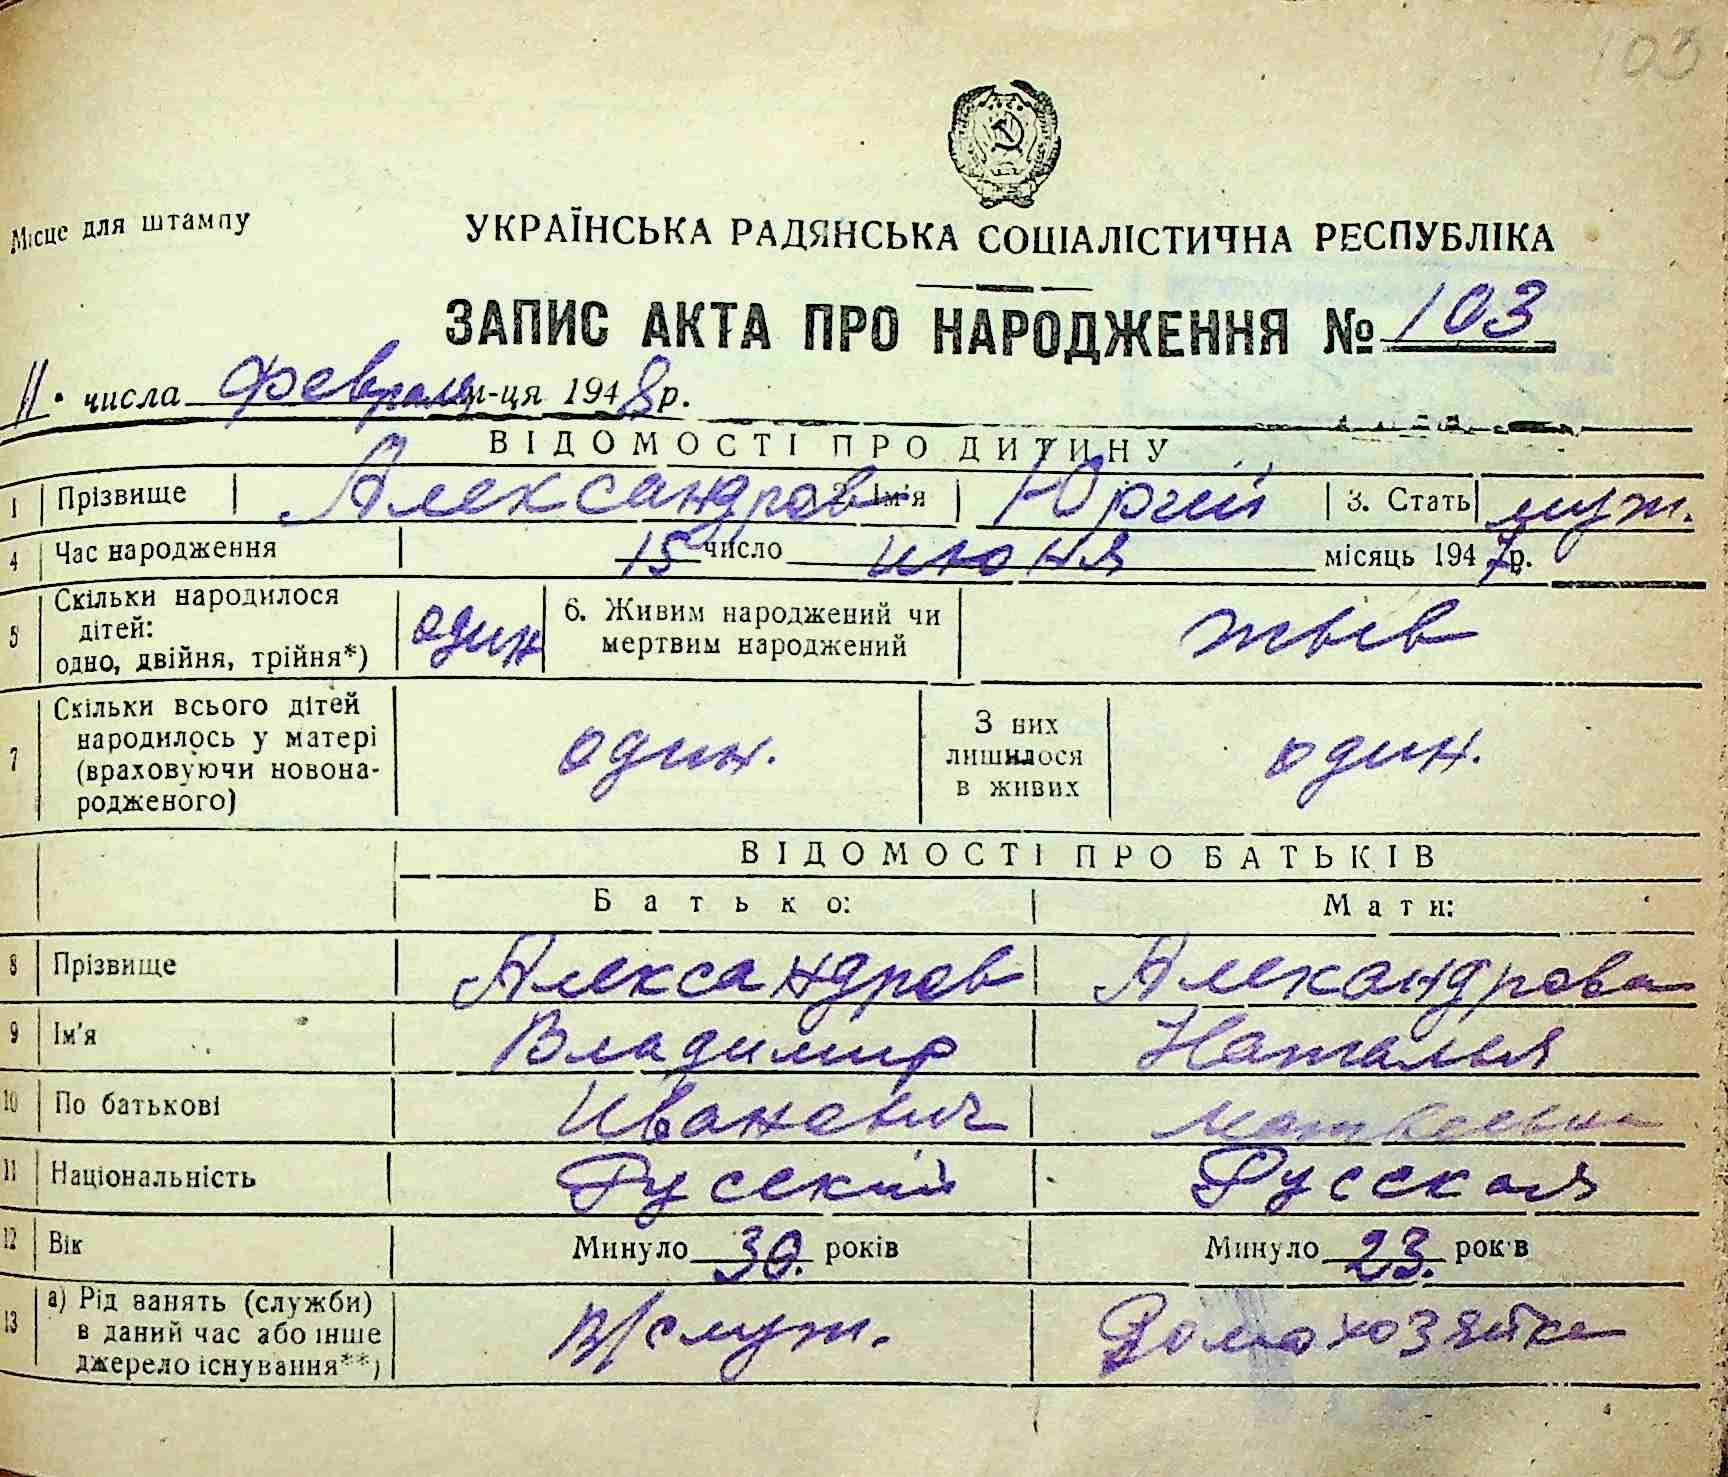 103
Місце для штампу
УКРАЇНСЬКА РАДЯНСЬКА СОЦІАЛІСТИЧНА РЕСПУБЛІКА
ЗАПИС АКТА ПРО НАРОДЖЕННЯ № 103
11. числа февраля м-ця 1948 р.
ВІДОМОСТІ ПРО ДИТИНУ
1 Прізвище Александров 2. Ім'я Юрий 3. Стать муж.
4 Час народження 15 число июня місяць 1947 р.
5 Скільки народилося дітей: одно, двійня, трійня*) один 6. Живим народжений чи мертвим народжений жыв
7 Скільки всього дітей народилось у матері (враховуючи новонародженого) один. З них лишилося в живих один.
ВІДОМОСТІ ПРО БАТЬКІВ
Батько: Мати:
8 Прізвище Александров Александрова
9 Ім'я Владимир Наталья
10 По батькові Иванович
11 Національність Русский Русская
12 Вік Минуло 30. років Минуло 23. років
13 а) Рід занять (служби) в даний час або інше джерело існування**) в/служ. Домохозяйка